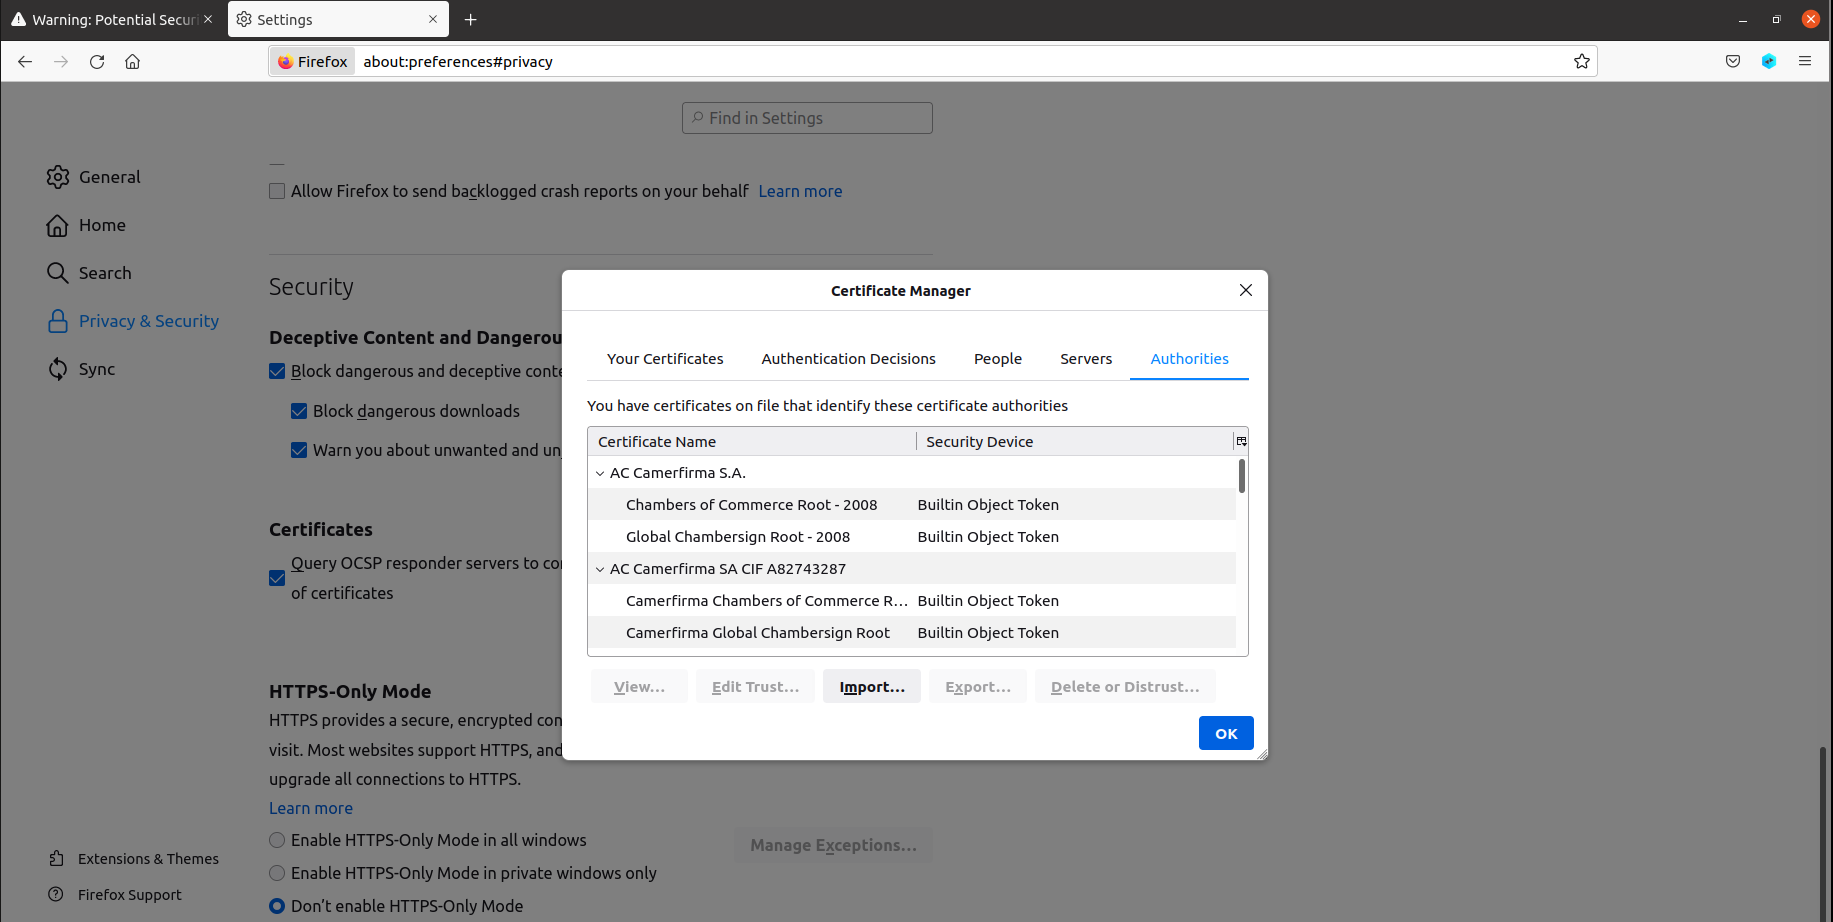 Warning: Potential Securi
Settings
Firefox
about:preferences#privacy
Find in Settings
General
Home
Search
Privacy & Security
Sync
Extensions & Themes
Firefox Support
Allow Firefox to send backlogged crash reports on your behalf Learn more
Security
Deceptive Content and Dangerou
Block dangerous and deceptive conte
Block dangerous downloads
Warn you about unwanted and un
Certificates
Query OCSP responder servers to co
of certificates
HTTPS-Only Mode
HTTPS provides a secure, encrypted con
visit. Most websites support HTTPS, and
upgrade all connections to HTTPS.
Learn more
Enable HTTPS-Only Mode in all windows
Manage Exceptions...
Enable HTTPS-Only Mode in private windows only
Don't enable HTTPS-Only Mode
Certificate Manager
Your Certificates Authentication Decisions People Servers Authorities
You have certificates on file that identify these certificate authorities
Certificate Name Security Device
AC Camerfirma S.A.
Chambers of Commerce Root - 2008 Builtin Object Token
Global Chambersign Root - 2008 Builtin Object Token
AC Camerfirma SA CIF A82743287
Camerfirma Chambers of Commerce R... Builtin Object Token
Camerfirma Global Chambersign Root Builtin Object Token
View... Edit Trust... Import... Export... Delete or Distrust...
OK